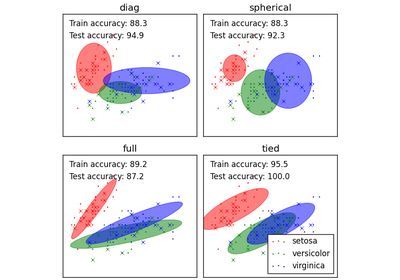 diag
Train accuracy: 88.3
Test accuracy: 94.9
spherical
Train accuracy: 88.3
Test accuracy: 92.3
full
Train accuracy: 89.2
Test accuracy: 87.2
tied
Train accuracy: 95.5
Test accuracy: 100.0
setosa
versicolor
virginica